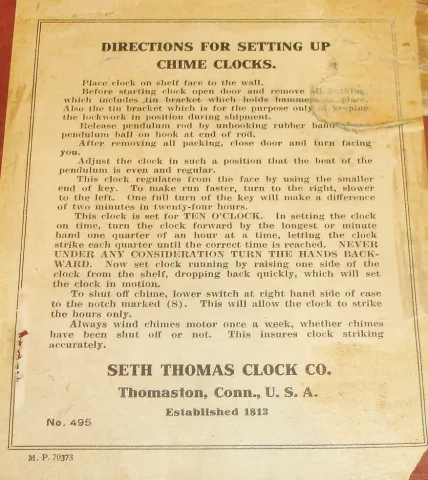 DIRECTIONS FOR SETTING UP
CHIME CLOCKS.
Place clock on shelf face to the wall.
Before starting clock open door and remove all packing,
which includes tin bracket which holds hammers in place.
Also the tin bracket which is for the purpose only of keeping
the lockwork in position during shipment.
Release pendulum rod by unhooking rubber band
pendulum ball on hook at end of rod.
After removing all packing, close door and turn facing
you.
Adjust the clock in such a position that the beat of the
pendulum is even and regular.
This clock regulates from the face by using the smaller
end of key. To make run faster, turn to the right, slower
to the left. One full turn of the key will make a difference
of two minutes in twenty-four hours.
This clock is set for TEN O'CLOCK. In setting the clock
on time, turn the clock forward by the longest or minute
hand one quarter of an hour at a time, letting the clock
strike each quarter until the correct time is reached. NEVER
UNDER ANY CONSIDERATION TURN THE HANDS BACK-
WARD. Now set clock running by raising one side of the
clock from the shelf, dropping back quickly, which will set
the clock in motion.
To shut off chime, lower switch at right hand side of case
to the notch marked (S). This will allow the clock to strike
the hours only.
Always wind chimes motor once a week, whether chimes
have been shut off or not. This insures clock striking
accurately.
SETH THOMAS CLOCK CO.
Thomaston, Conn., U. S. A.
Established 1813
No. 495
M. P. 70373